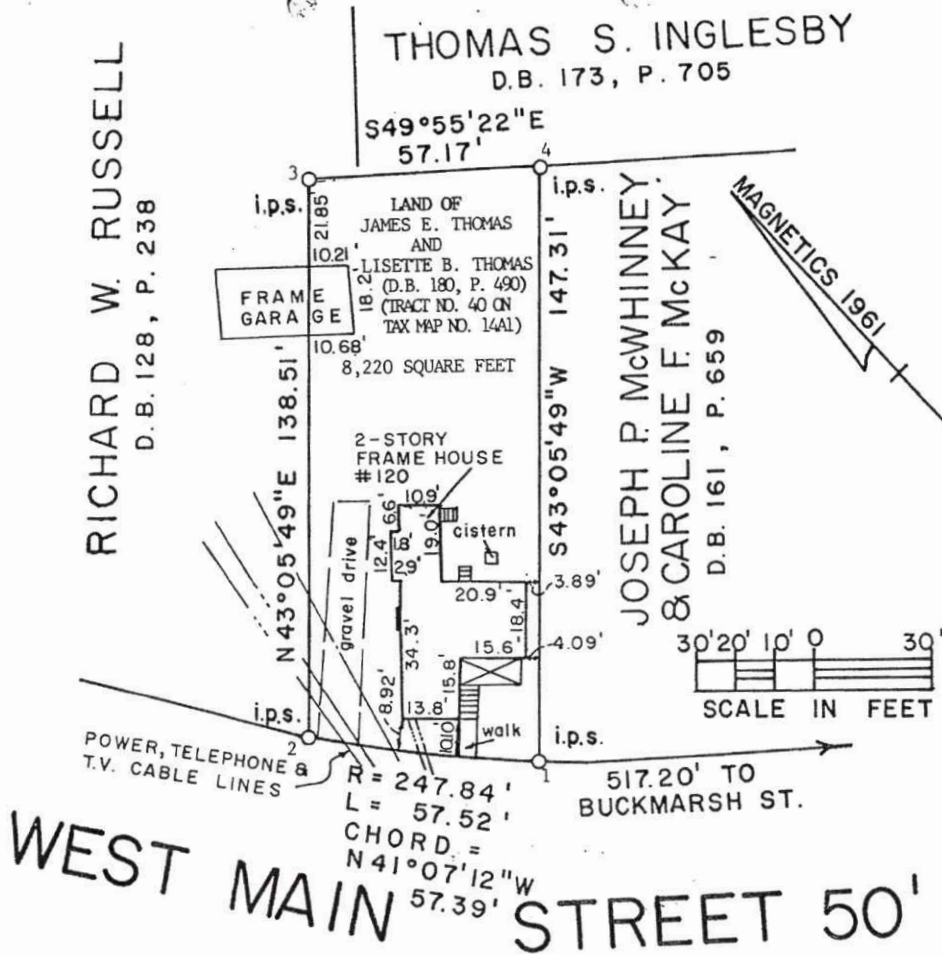 THOMAS S. INGLESBY
D.B. 173, P. 705
RICHARD W. RUSSELL
D.B. 128, P. 238
S49°55'22"E
57.17'
3
4
i.p.s.
i.p.s.
21.85'
LAND OF
JAMES E. THOMAS
AND
LISETTE B. THOMAS
(D.B. 180, P. 490)
(TRACT NO. 40 ON
TAX MAP NO. 14A1)
8,220 SQUARE FEET
10.21'
18.2'
FRAME
GARAGE
10.68'
N43°05'49"E 138.51'
S43°05'49"W 147.31'
JOSEPH P. McWHINNEY
& CAROLINE F. McKAY
D.B. 161, P. 659
MAGNETICS 1961
2-STORY
FRAME HOUSE
#120
10.9'
6.6'
1.8'
19.0'
12.4'
2.9'
cistern
gravel drive
20.9'
3.89'
18.4
34.3'
15.6'
4.09'
15.8'
8.92'
13.8'
10.10'
walk
30' 20' 10' 0 30'
SCALE IN FEET
i.p.s.
2
i.p.s.
1
POWER, TELEPHONE &
T.V. CABLE LINES
R = 247.84'
L = 57.52'
CHORD =
N41°07'12"W
57.39'
517.20' TO
BUCKMARSH ST.
WEST MAIN STREET 50'